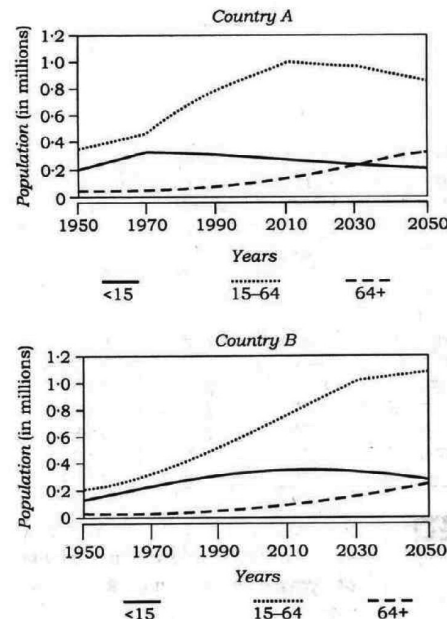 Country A
Population (in millions)
1·2
1·0
0·8
0·6
0·4
0·2
0
1950 1970 1990 2010 2030 2050
Years
<15 15–64 64+
Country B
Population (in millions)
1·2
1·0
0·8
0·6
0·4
0·2
0
1950 1970 1990 2010 2030 2050
Years
<15 15–64 64+